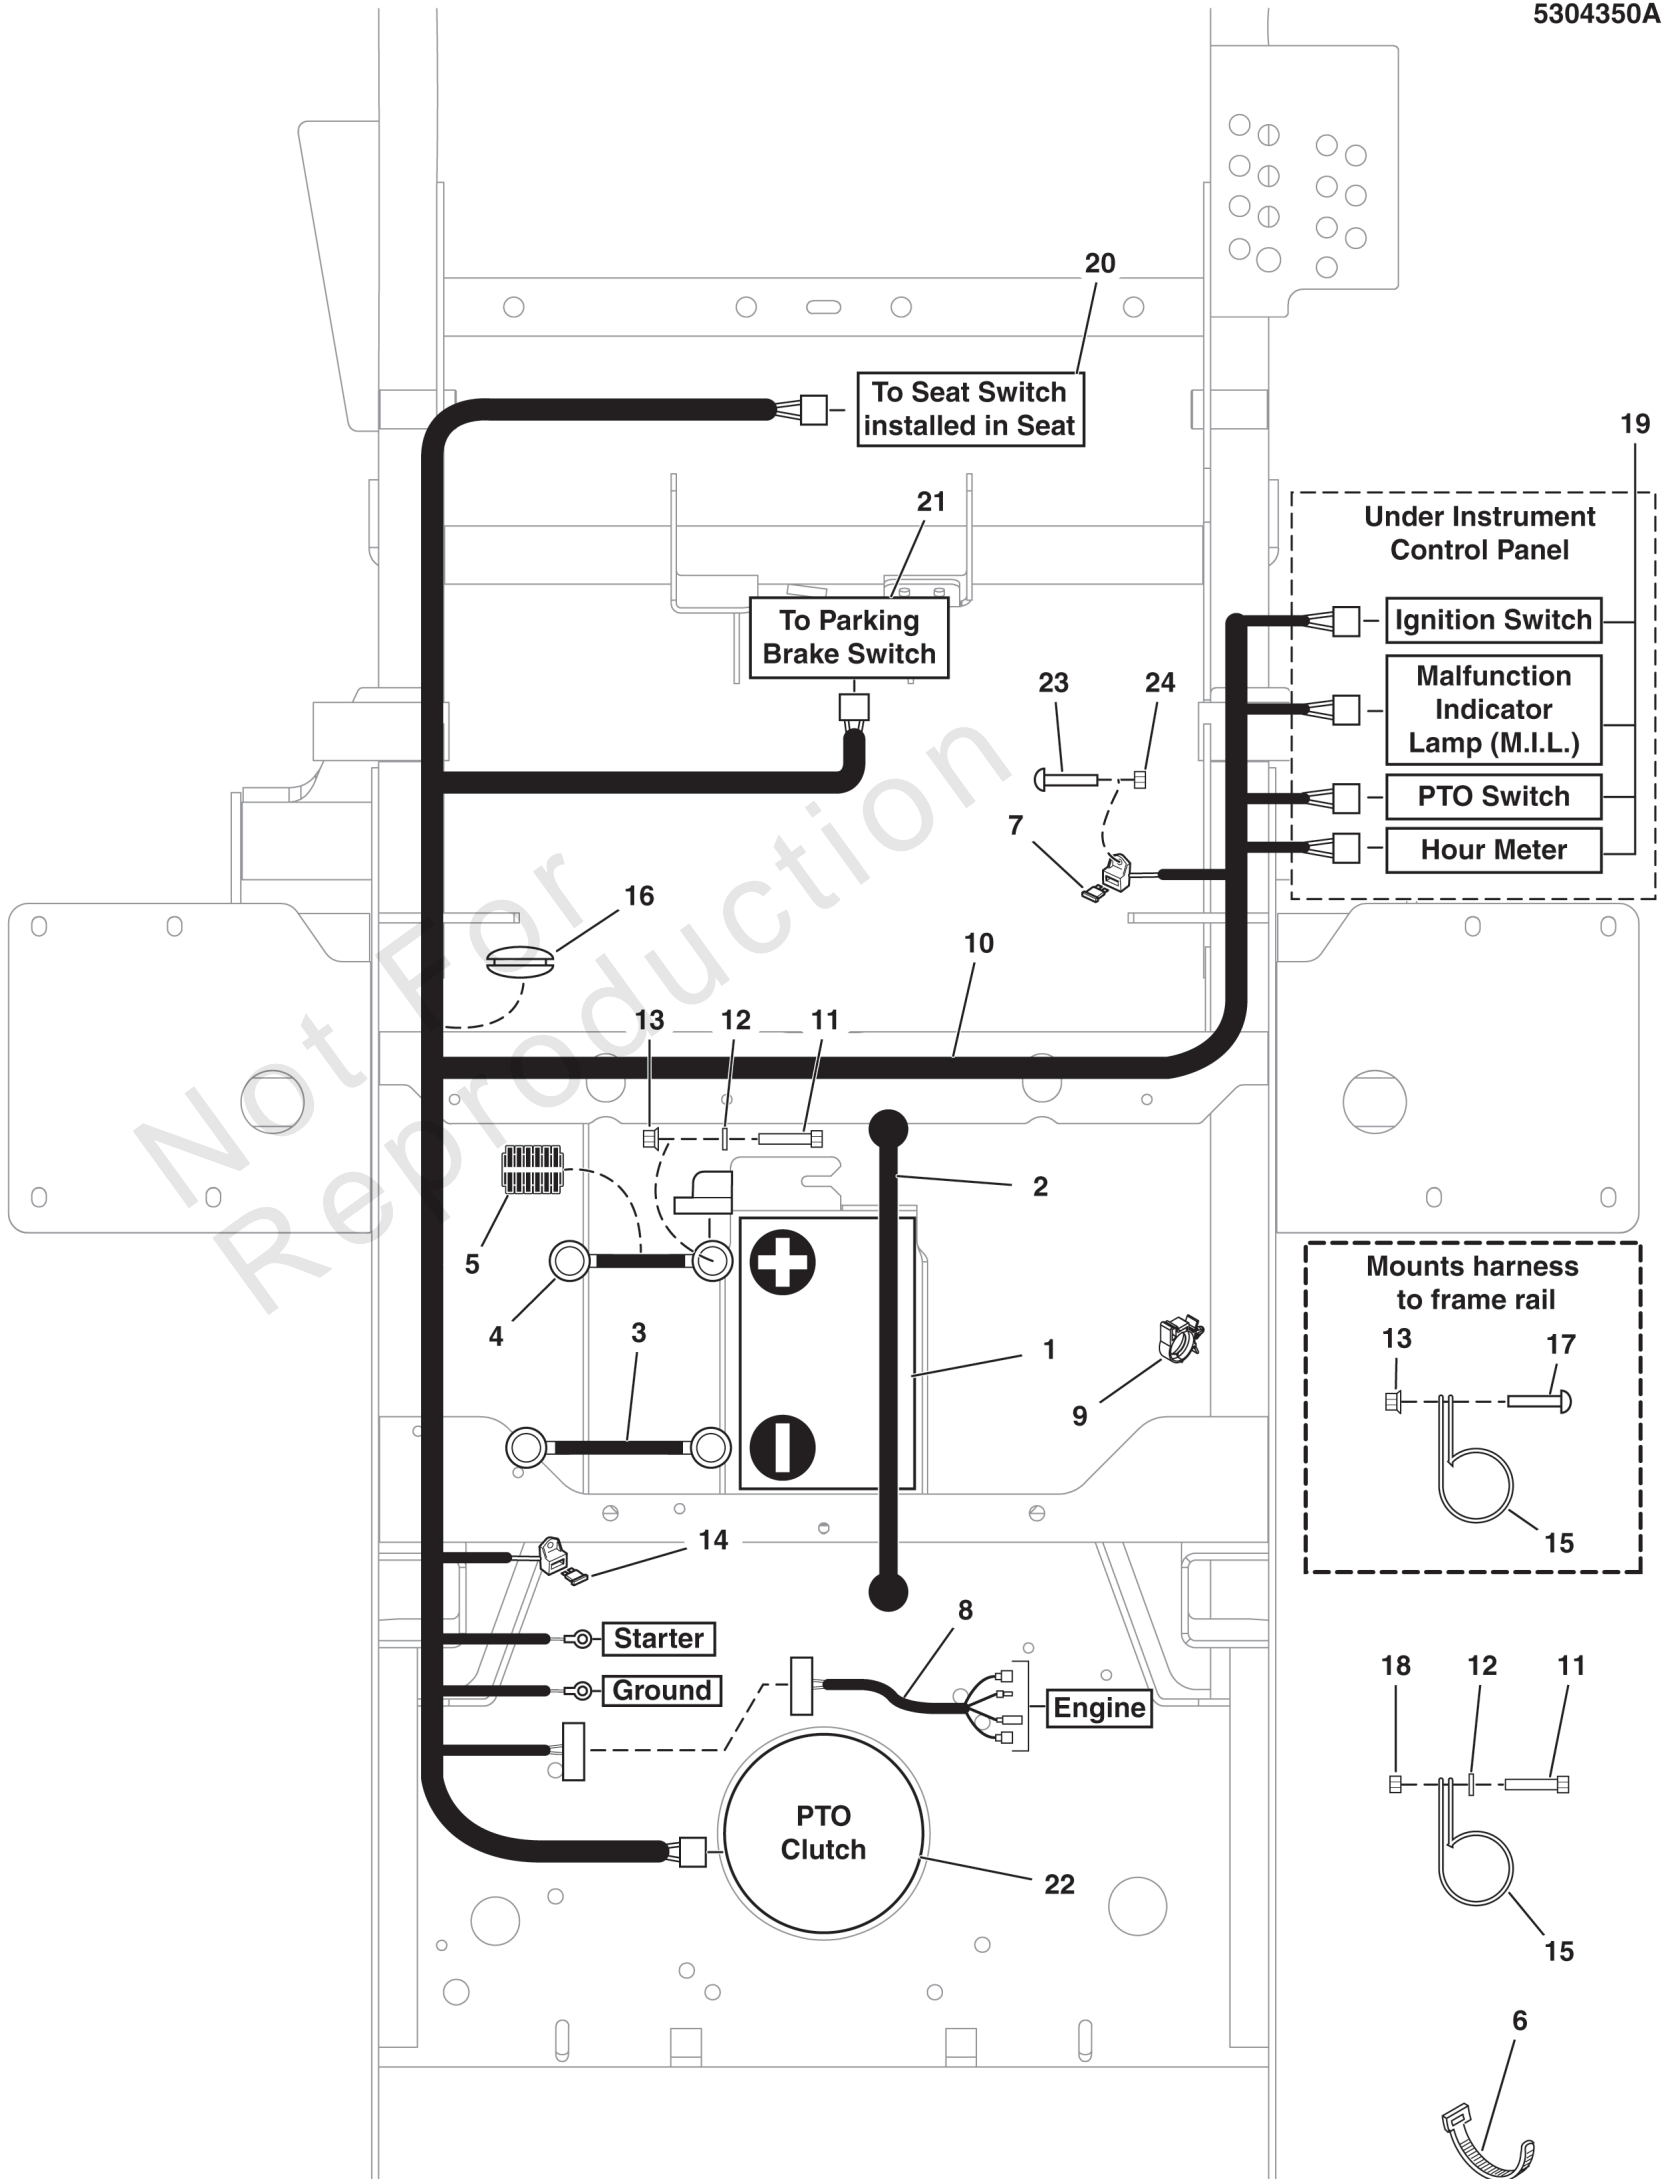 5304350A
20
To Seat Switch
installed in Seat
19
21
Under Instrument
Control Panel
To Parking
Brake Switch
Ignition Switch
23
24
Malfunction
Indicator
Lamp (M.I.L.)
7
PTO Switch
Hour Meter
16
10
13
12
11
Not For
Reproduction
2
5
4
3
1
9
Mounts harness
to frame rail
13
17
15
14
8
Starter
Ground
Engine
18
12
11
PTO
Clutch
22
15
6